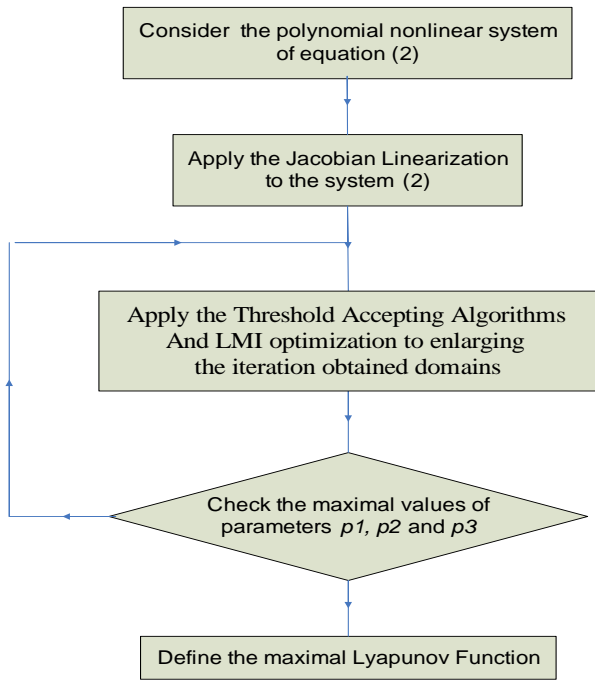 Consider the polynomial nonlinear system
of equation (2)
Apply the Jacobian Linearization
to the system (2)
Apply the Threshold Accepting Algorithms
And LMI optimization to enlarging
the iteration obtained domains
Check the maximal values of
parameters p1, p2 and p3
Define the maximal Lyapunov Function